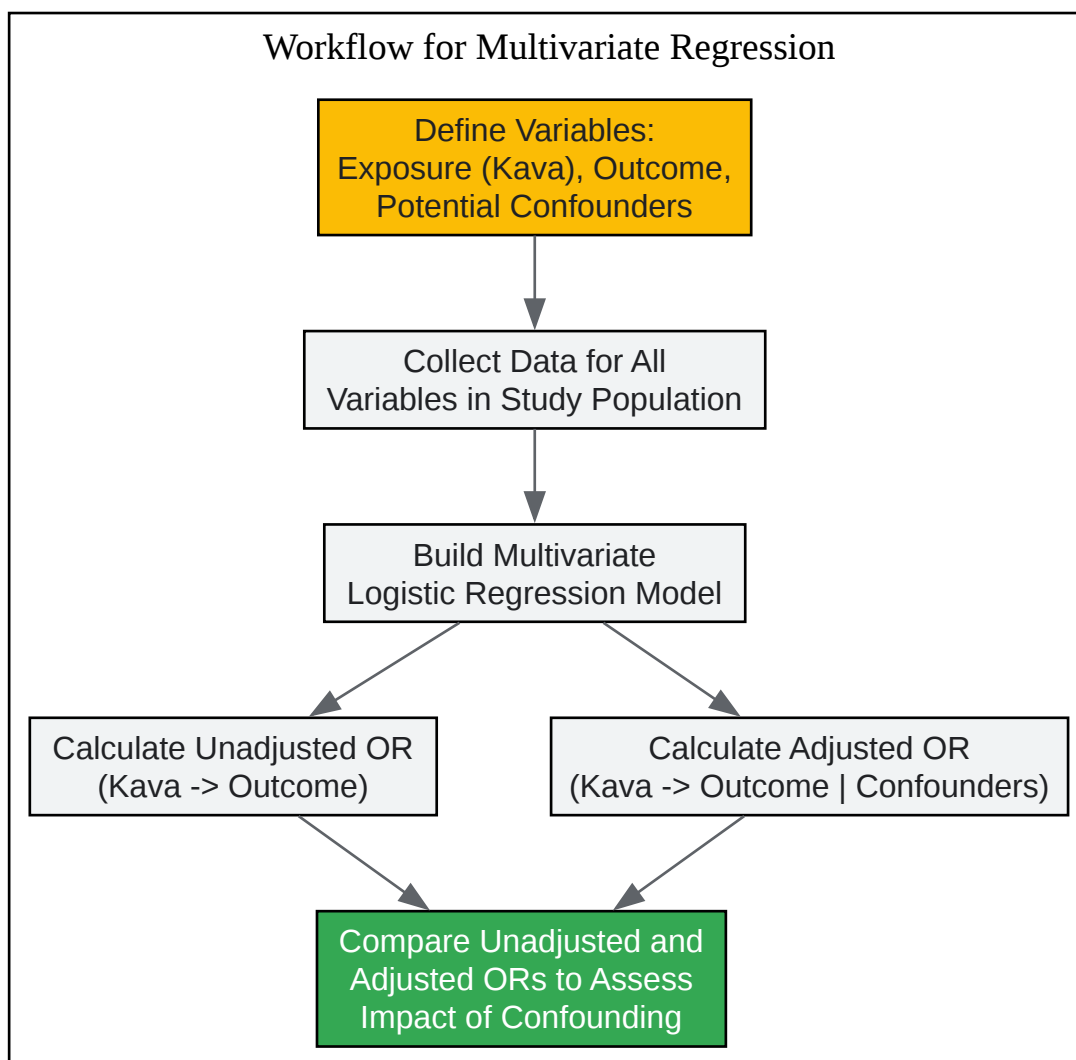 Workflow for Multivariate Regression
Define Variables:
Exposure (Kava), Outcome,
Potential Confounders
Collect Data for All
Variables in Study Population
Build Multivariate
Logistic Regression Model
Calculate Unadjusted OR
(Kava -> Outcome)
Calculate Adjusted OR
(Kava -> Outcome | Confounders)
Compare Unadjusted and
Adjusted ORs to Assess
Impact of Confounding